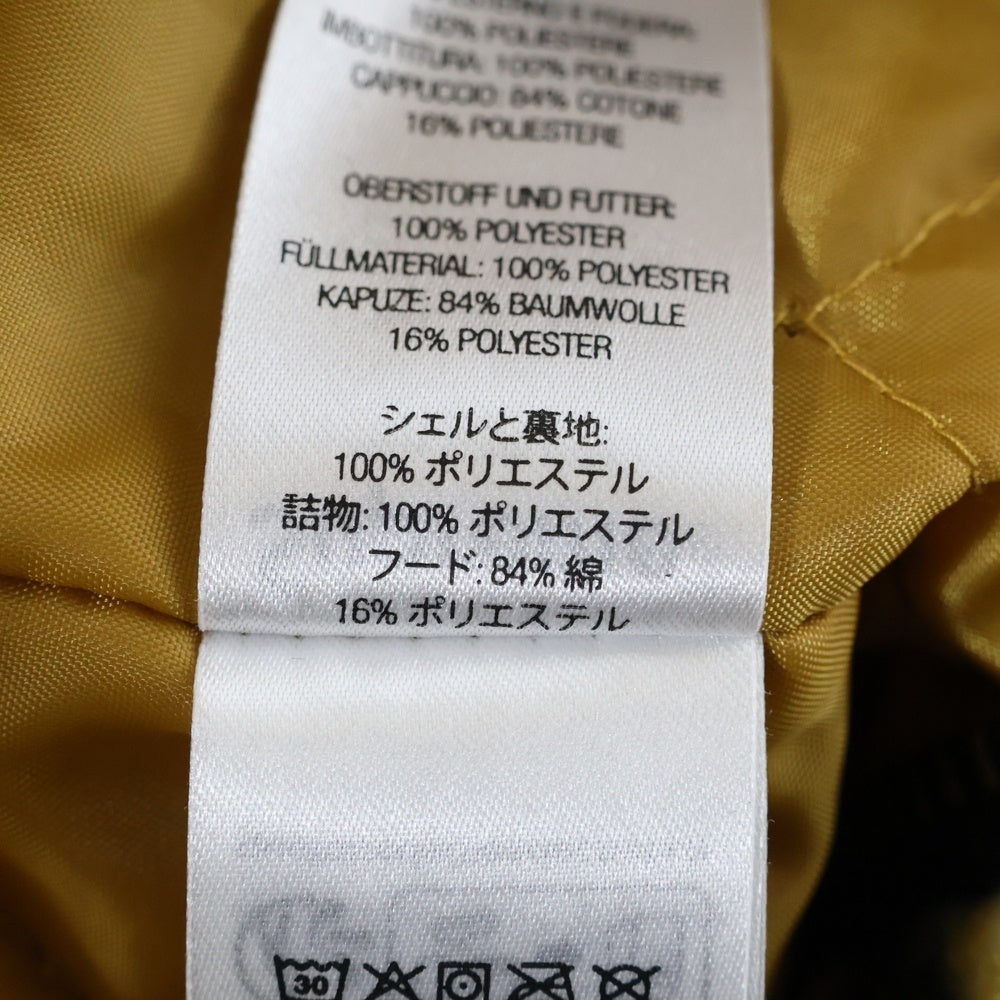 100% POLIESTERE
IMBOTTITURA: 100% POLIESTERE
CAPPUCCIO: 84% COTONE
16% POLIESTERE
OBERSTOFF UND FUTTER:
100% POLYESTER
FÜLLMATERIAL: 100% POLYESTER
KAPUZE: 84% BAUMWOLLE
16% POLYESTER
シェルと裏地:
100% ポリエステル
詰物: 100% ポリエステル
フード: 84% 綿
16% ポリエステル
30